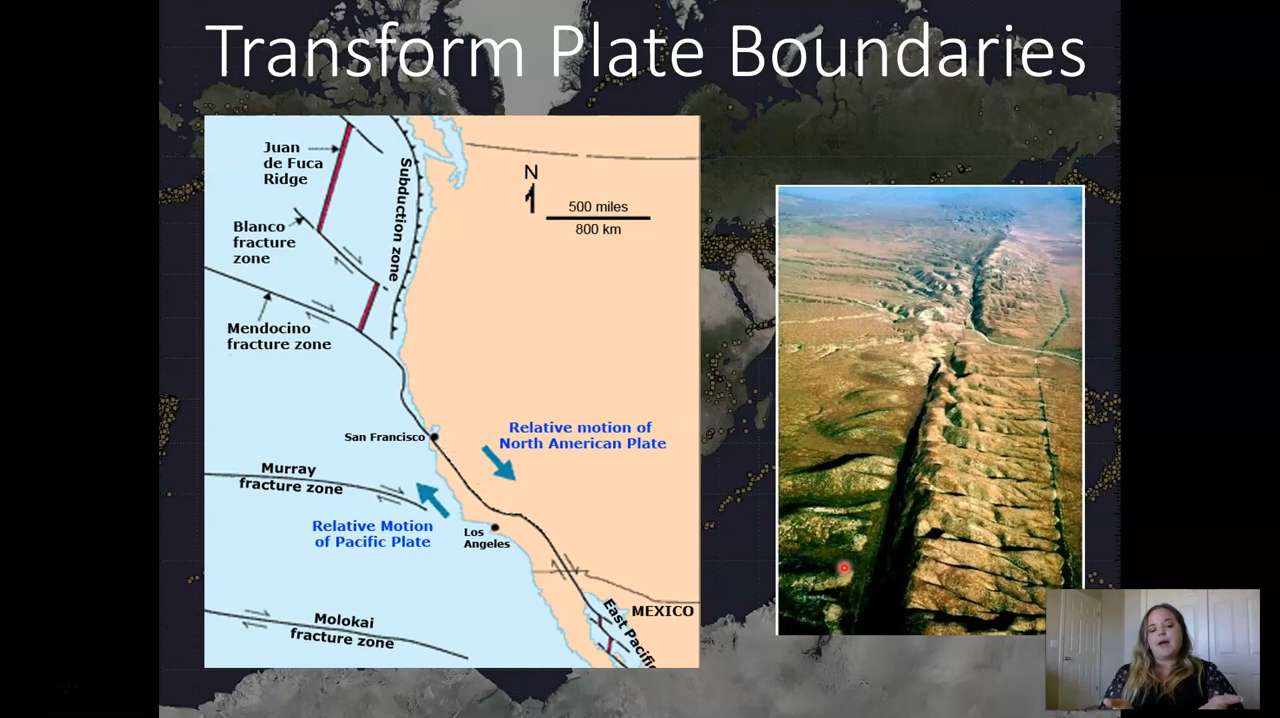 Transform Plate Boundaries
Juan
de Fuca
Ridge
Subduction zone
N
500 miles
800 km
Blanco
fracture
zone
Mendocino
fracture zone
San Francisco
Relative motion of
North American Plate
Murray
fracture zone
Relative Motion
of Pacific Plate
Los
Angeles
MEXICO
East Pacific
Molokai
fracture zone